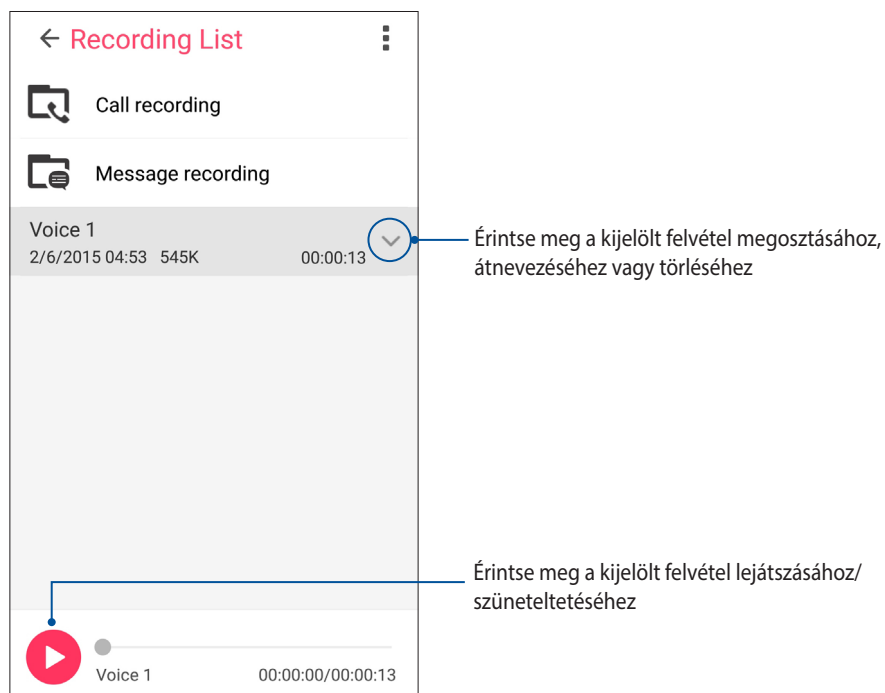 Recording List
Call recording
Message recording
Voice 1
2/6/2015 04:53 545K 00:00:13
Érintse meg a kijelölt felvétel megosztásához,
átnevezéséhez vagy törléséhez
Érintse meg a kijelölt felvétel lejátszásához/
szüneteltetéséhez
Voice 1 00:00:00/00:00:13